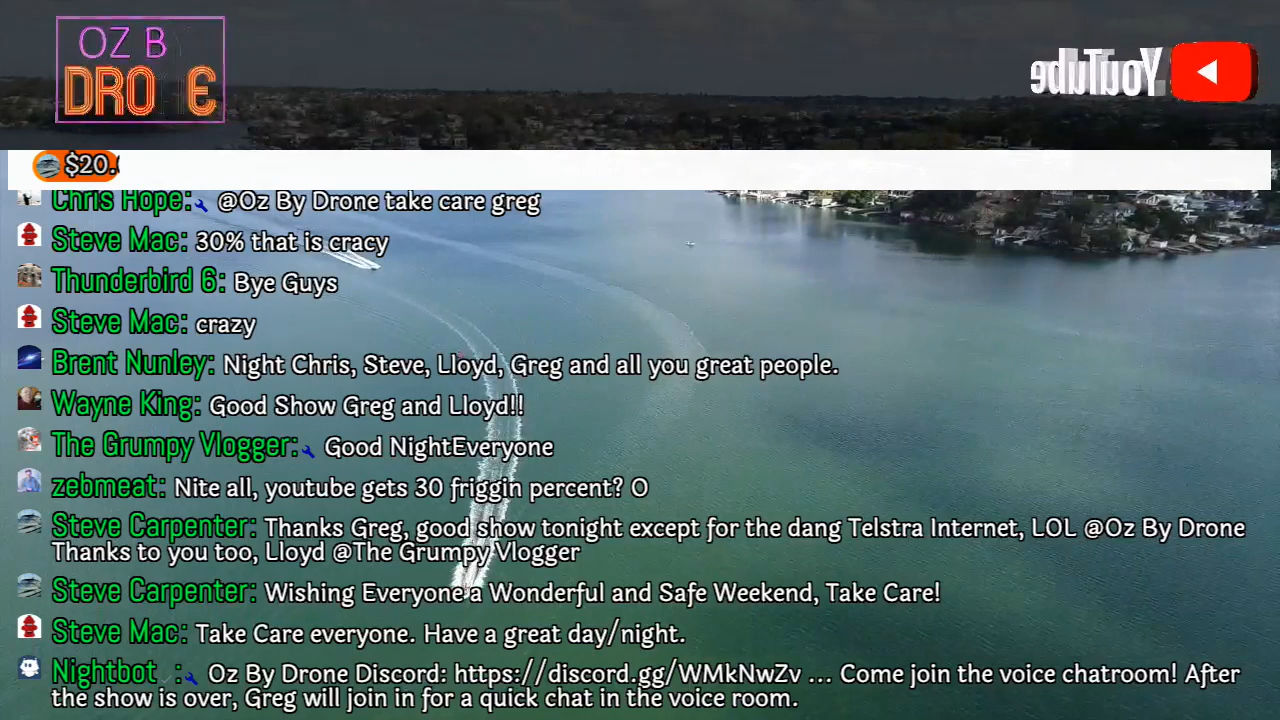 OZ B
DRO E
YouTube
$20.
Chris Hope: @Oz By Drone take care greg
Steve Mac: 30% that is cracy
Thunderbird 6: Bye Guys
Steve Mac: crazy
Brent Nunley: Night Chris, Steve, Lloyd, Greg and all you great people.
Wayne King: Good Show Greg and Lloyd!!
The Grumpy Vlogger: Good NightEveryone
zebmeat: Nite all, youtube gets 30 friggin percent? O
Steve Carpenter: Thanks Greg, good show tonight except for the dang Telstra Internet, LOL @Oz By Drone
Thanks to you too, Lloyd @The Grumpy Vlogger
Steve Carpenter: Wishing Everyone a Wonderful and Safe Weekend, Take Care!
Steve Mac: Take Care everyone. Have a great day/night.
Nightbot : Oz By Drone Discord: https://discord.gg/WMkNwZv ... Come join the voice chatroom! After
the show is over, Greg will join in for a quick chat in the voice room.